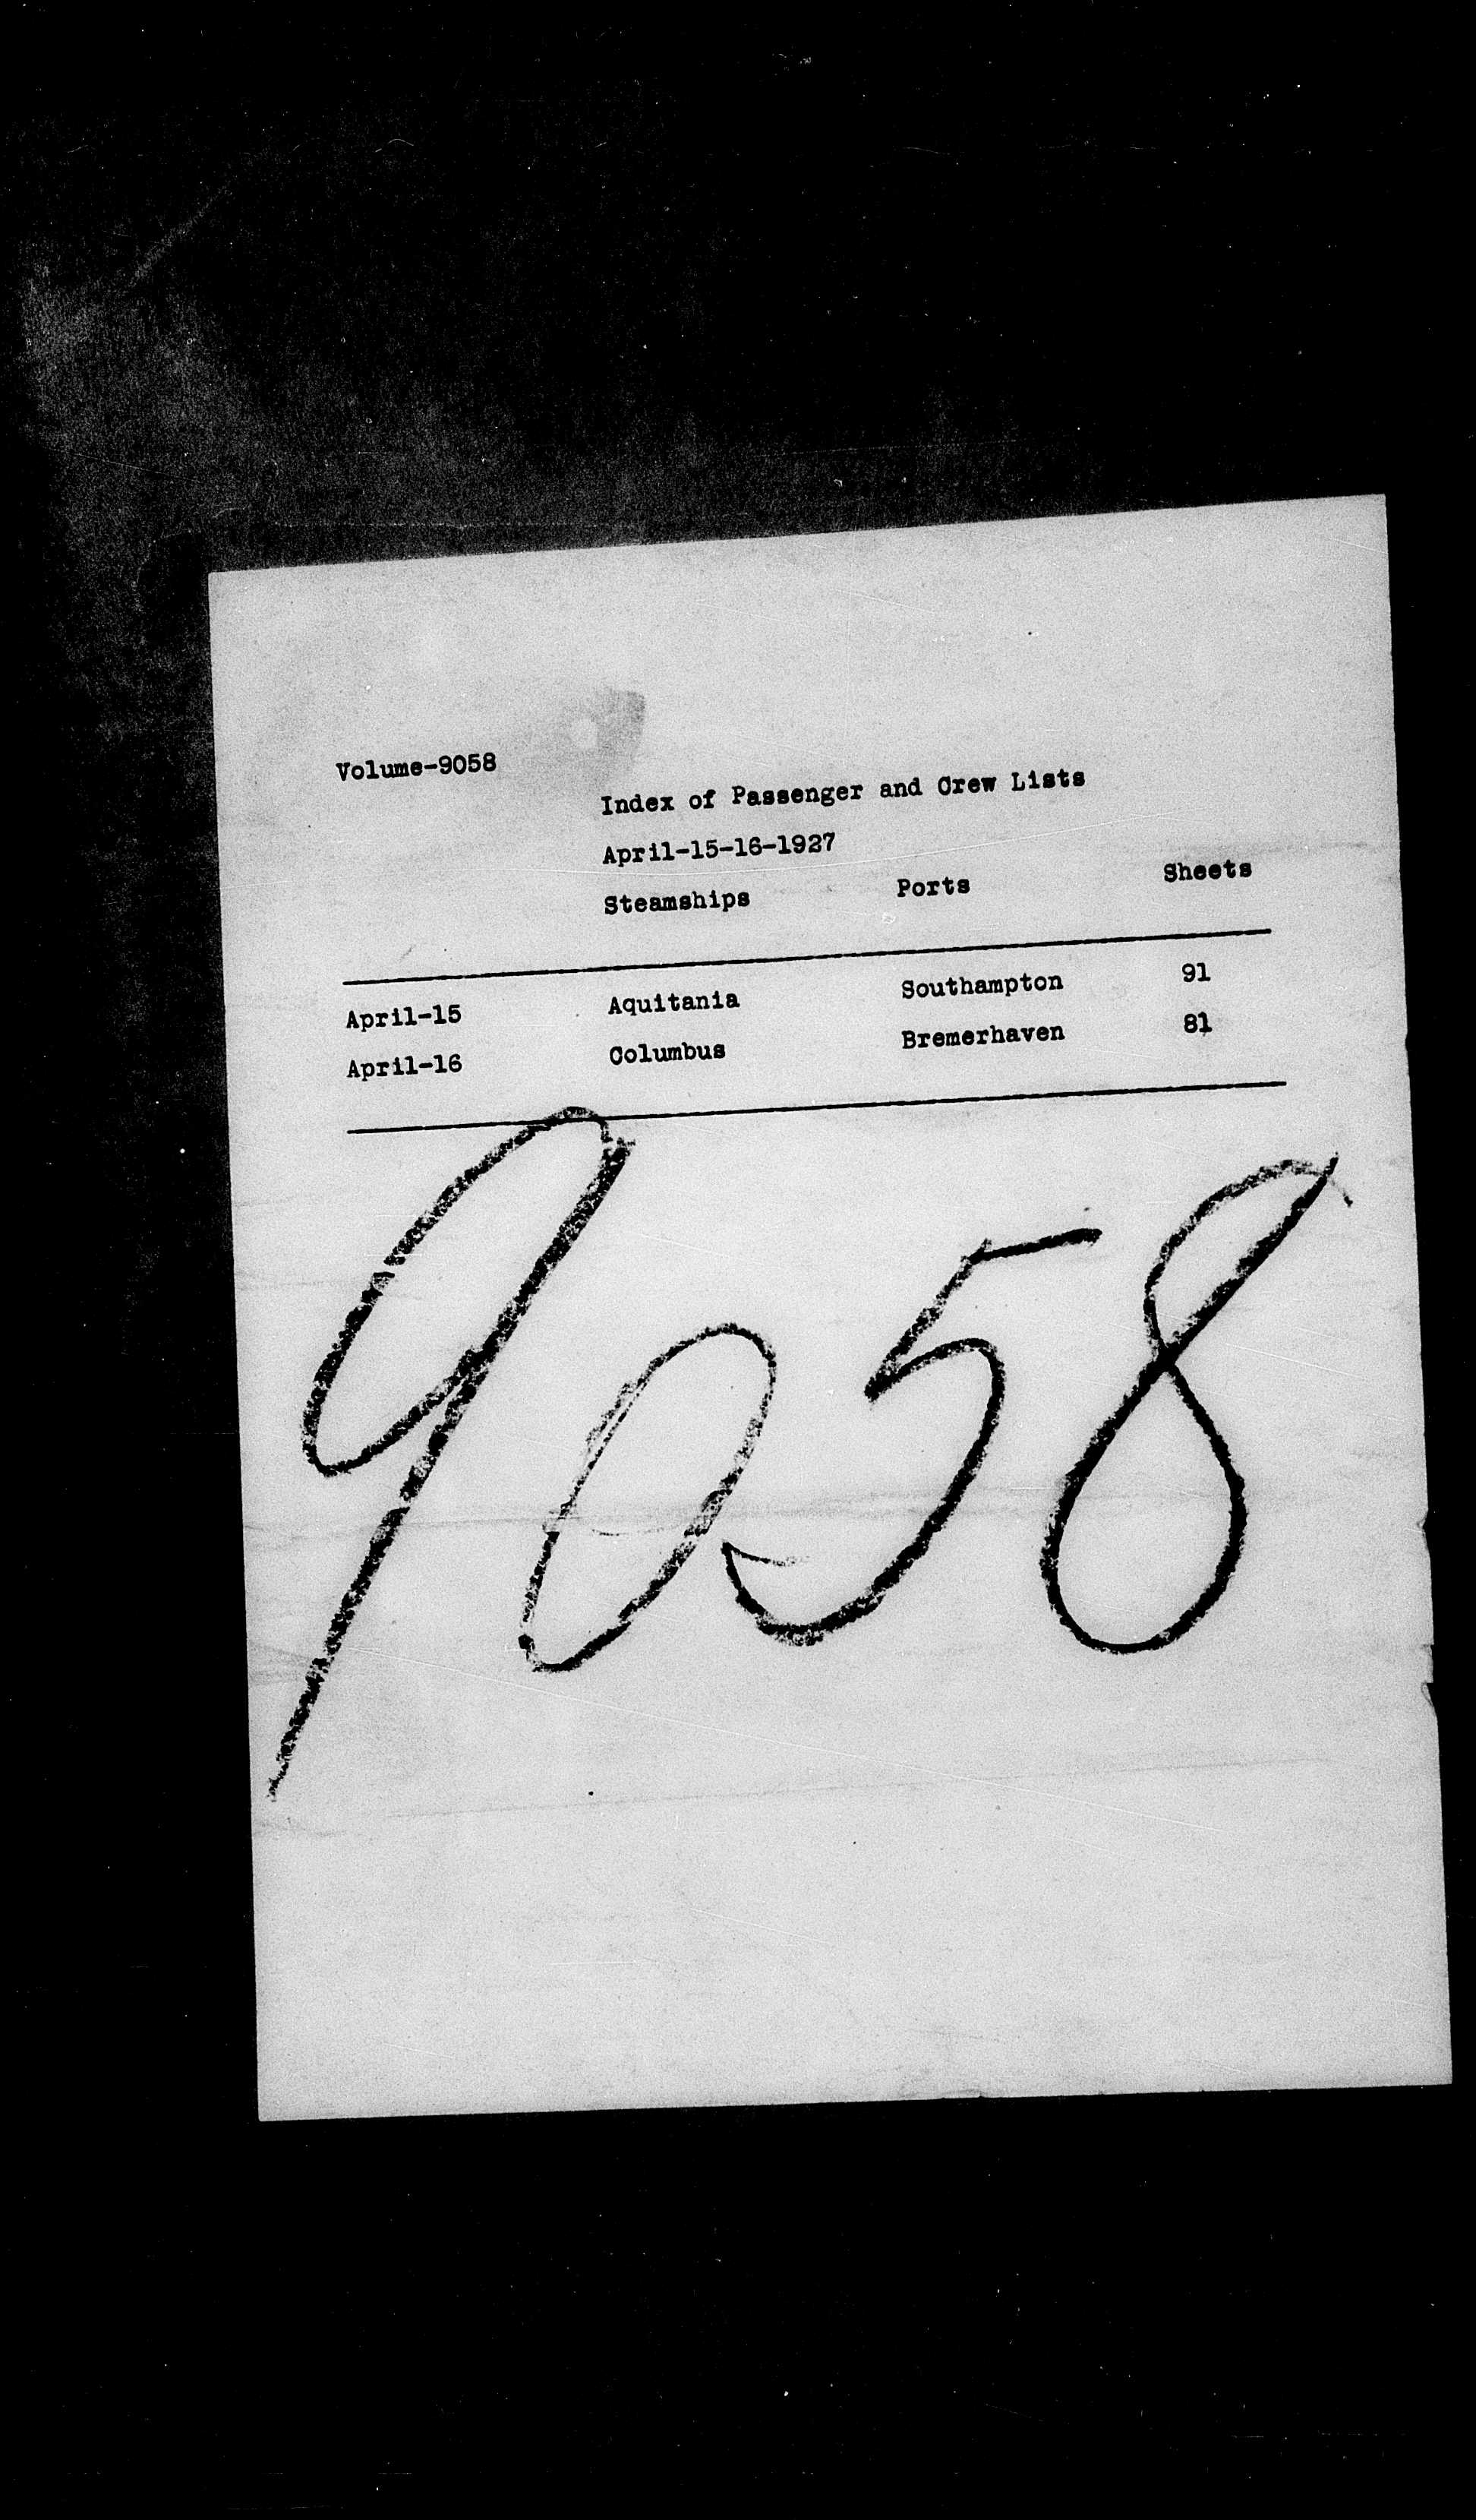 Volume-9058
Index of Passenger and Crew Lists
April-15-16-1927
Steamships Ports Sheets
April-15 Aquitania Southampton 91
April-16 Columbus Bremerhaven 81
9058